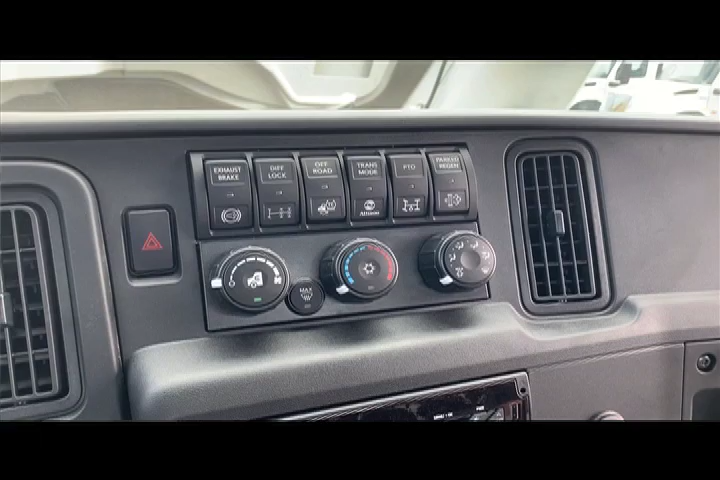 EXHAUST
BRAKE
DIFF
LOCK
OFF
ROAD
TRANS
MODE
PTO
PARKED
REGEN
Allison
MAX